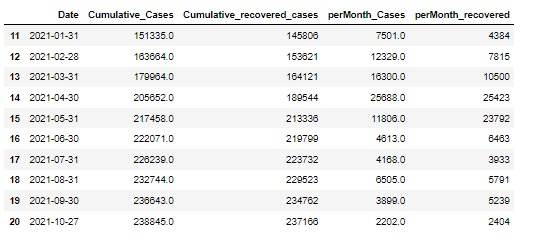 Date Cumulative_Cases Cumulative_recovered_cases perMonth_Cases perMonth_recovered
11 2021-01-31 151335.0 145806 7501.0 4384
12 2021-02-28 163664.0 153621 12329.0 7815
13 2021-03-31 179964.0 164121 16300.0 10500
14 2021-04-30 205652.0 189544 25688.0 25423
15 2021-05-31 217458.0 213336 11806.0 23792
16 2021-06-30 222071.0 219799 4613.0 6463
17 2021-07-31 226239.0 223732 4168.0 3933
18 2021-08-31 232744.0 229523 6505.0 5791
19 2021-09-30 236643.0 234762 3899.0 5239
20 2021-10-27 238845.0 237166 2202.0 2404